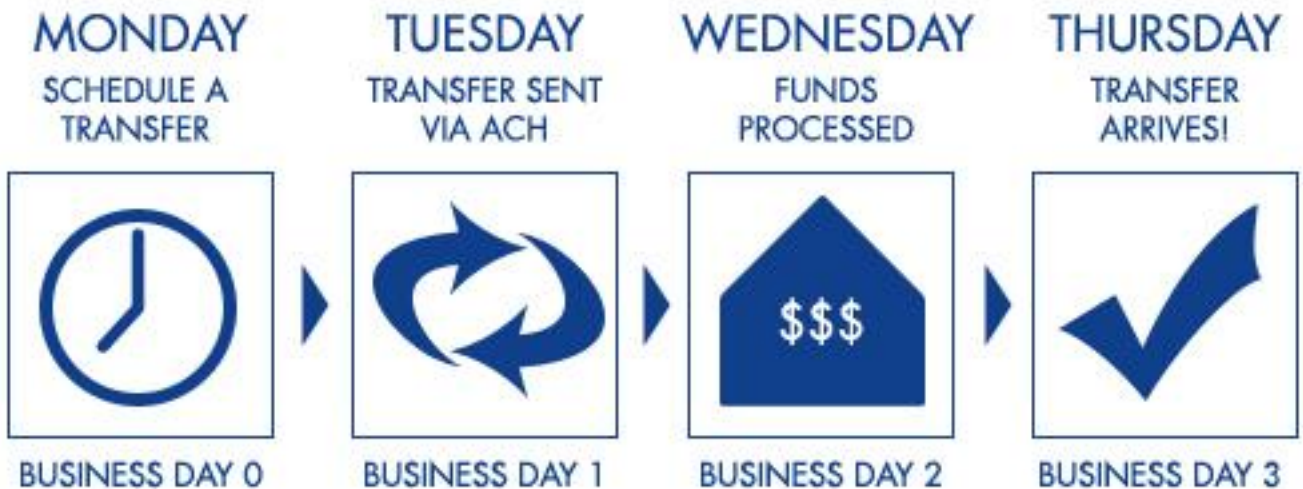 MONDAY
SCHEDULE A
TRANSFER
BUSINESS DAY 0
TUESDAY
TRANSFER SENT
VIA ACH
BUSINESS DAY 1
WEDNESDAY
FUNDS
PROCESSED
$$$
BUSINESS DAY 2
THURSDAY
TRANSFER
ARRIVES!
BUSINESS DAY 3